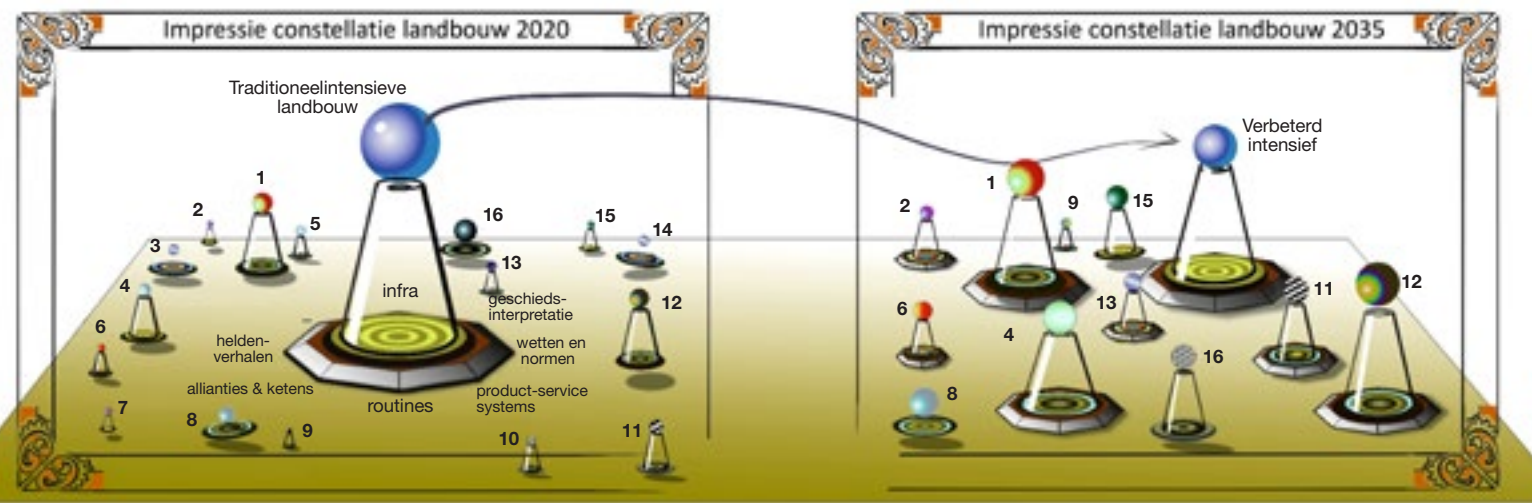 Impressie constellatie landbouw 2020
Traditioneelintensieve
landbouw
1
2
3
4
5
6
7
8
9
10
11
12
13
14
15
16
infra
geschieds-
interpretatie
helden-
verhalen
wetten en
normen
allianties & ketens
routines
product-service
systems
Impressie constellatie landbouw 2035
Verbeterd
intensief
1
2
4
6
8
9
11
12
13
15
16